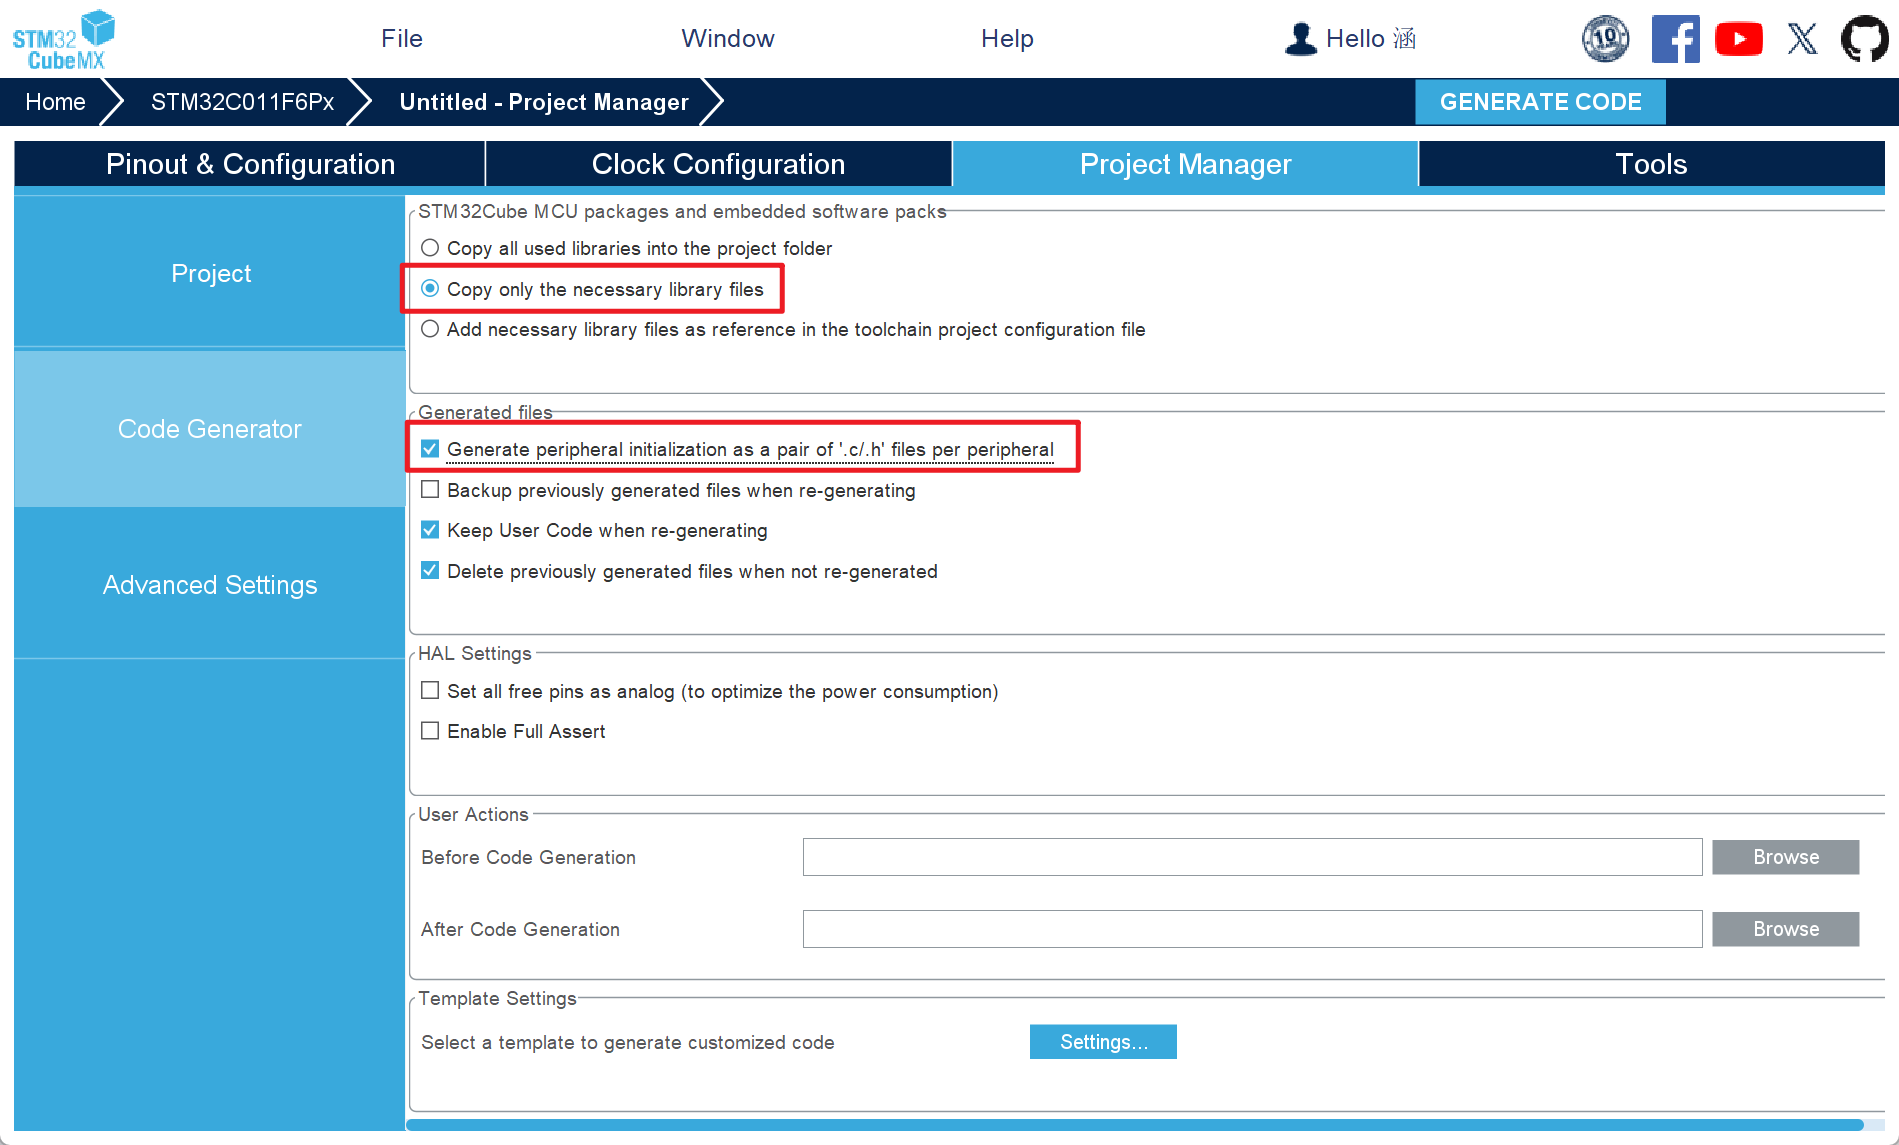 STM32
CubeMX
File
Window
Help
Hello 涵
10
Home
STM32C011F6Px
Untitled - Project Manager
GENERATE CODE
Pinout & Configuration
Clock Configuration
Project Manager
Tools
Project
Code Generator
Advanced Settings
STM32Cube MCU packages and embedded software packs
Copy all used libraries into the project folder
Copy only the necessary library files
Add necessary library files as reference in the toolchain project configuration file
Generated files
Generate peripheral initialization as a pair of '.c/.h' files per peripheral
Backup previously generated files when re-generating
Keep User Code when re-generating
Delete previously generated files when not re-generated
HAL Settings
Set all free pins as analog (to optimize the power consumption)
Enable Full Assert
User Actions
Before Code Generation
Browse
After Code Generation
Browse
Template Settings
Select a template to generate customized code
Settings...